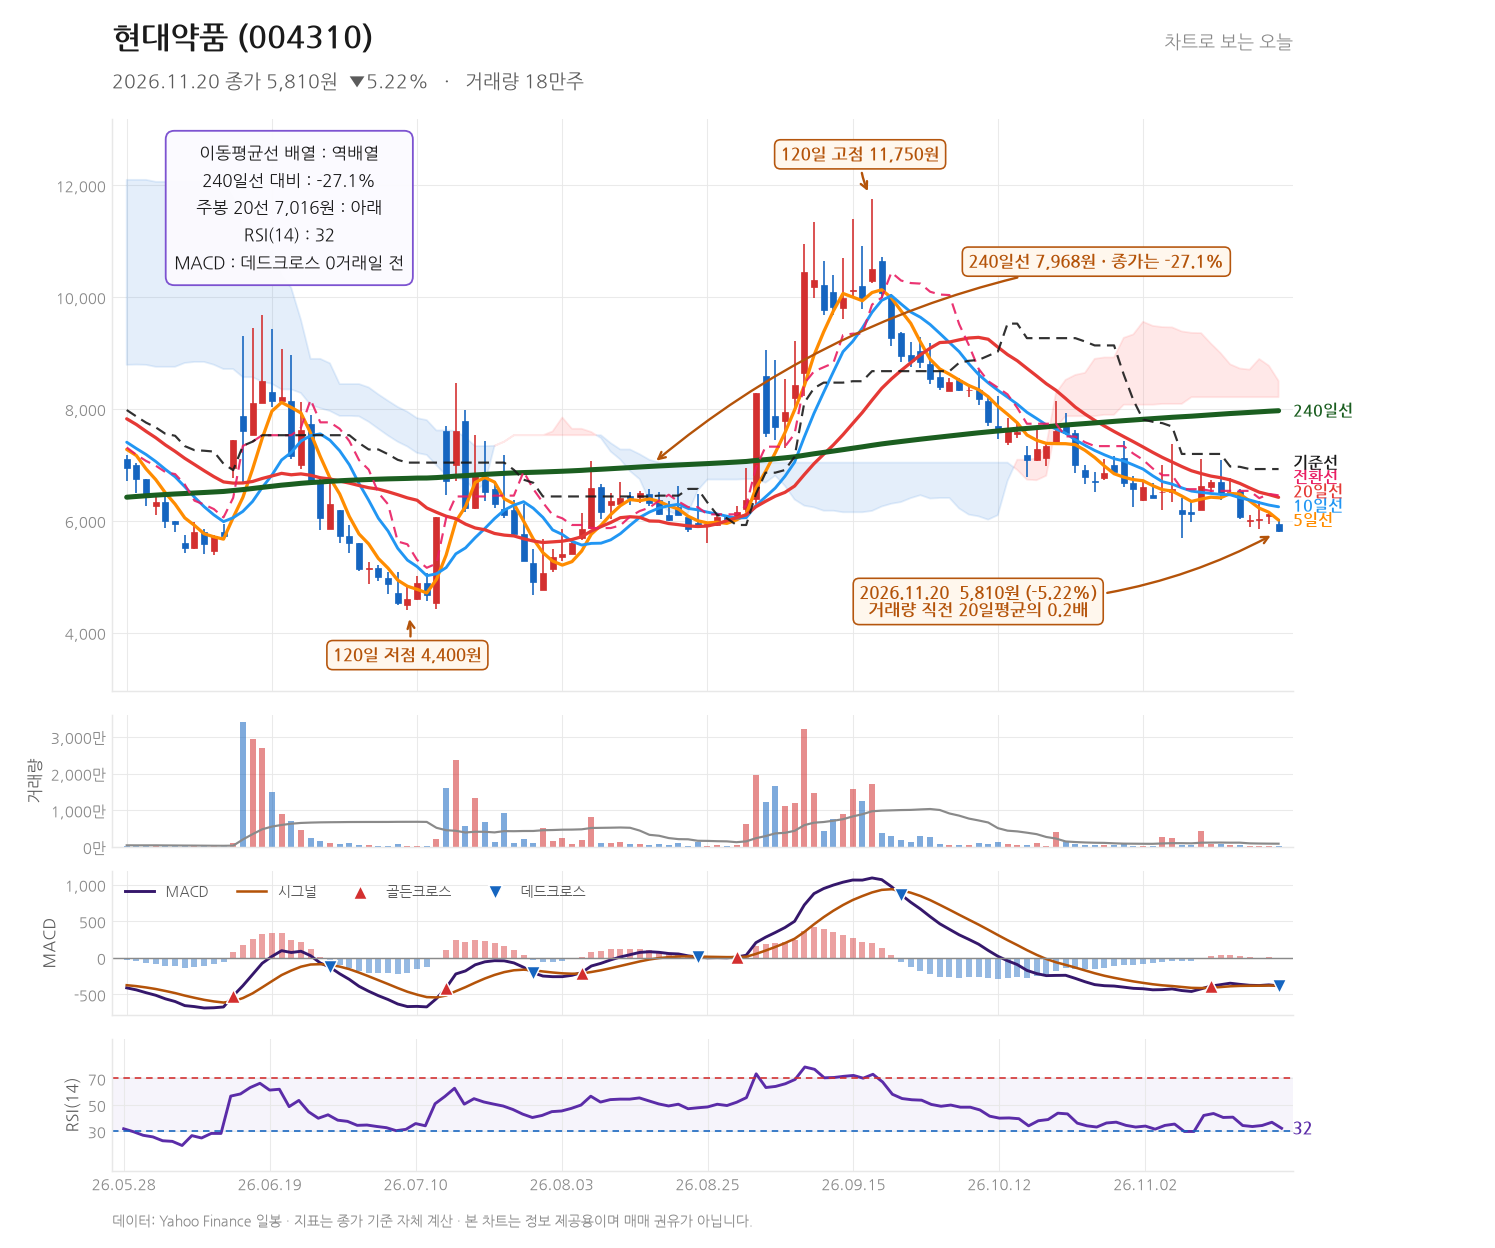 현대약품 (004310)
차트로 보는 오늘
2026.11.20 종가 5,810원 ▼5.22% · 거래량 18만주
이동평균선 배열 : 역배열
240일선 대비 : -27.1%
주봉 20선 7,016원 : 아래
RSI(14) : 32
MACD : 데드크로스 0거래일 전
120일 고점 11,750원
240일선 7,968원 · 종가는 -27.1%
12,000
10,000
8,000
6,000
4,000
240일선
기준선
전환선
20일선
10일선
5일선
2026.11.20 5,810원 (-5.22%)
거래량 직전 20일평균의 0.2배
120일 저점 4,400원
거래량
3,000만
2,000만
1,000만
0만
MACD
1,000
500
0
-500
MACD 시그널 골든크로스 데드크로스
RSI(14)
70
50
30
32
26.05.28 26.06.19 26.07.10 26.08.03 26.08.25 26.09.15 26.10.12 26.11.02
데이터: Yahoo Finance 일봉 · 지표는 종가 기준 자체 계산 · 본 차트는 정보 제공용이며 매매 권유가 아닙니다.